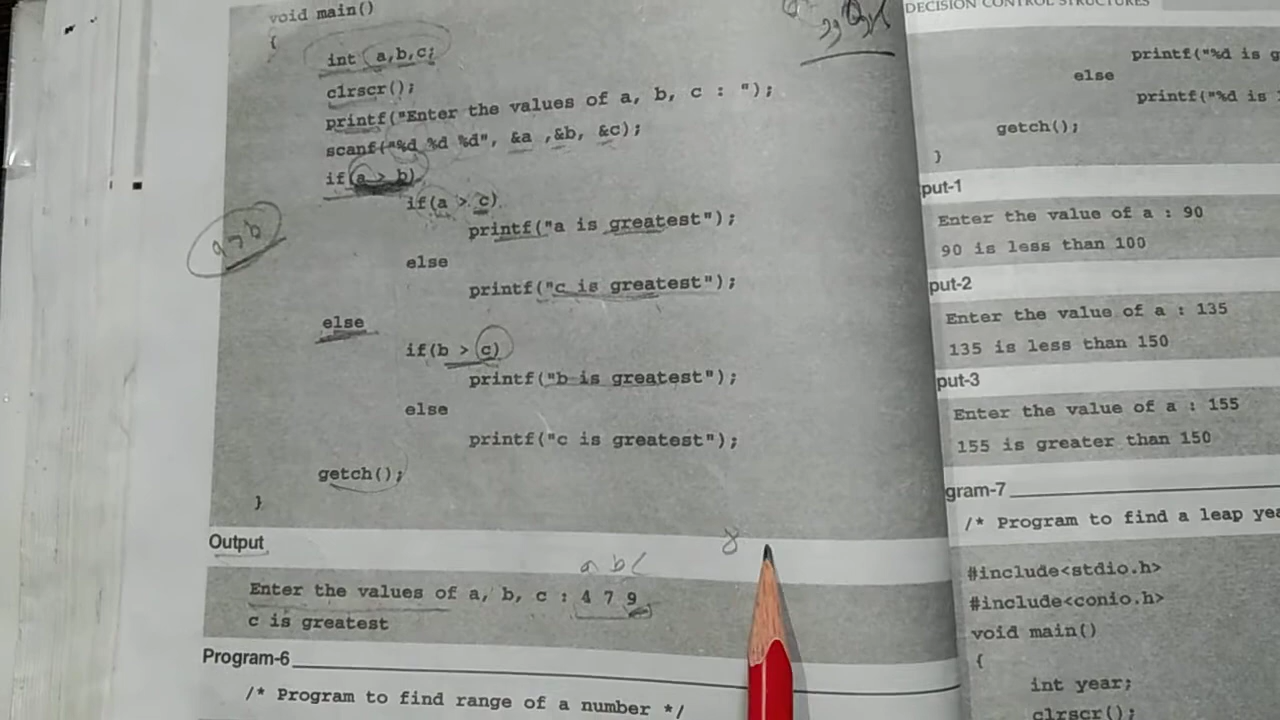 void main()
{
int a,b,c;
clrscr();
printf("Enter the values of a, b, c : ");
scanf("%d %d %d", &a ,&b, &c);
if(a > b)
if(a > c)
printf("a is greatest");
else
printf("c is greatest");
else
if(b > c)
printf("b is greatest");
else
printf("c is greatest");
getch();
}
a>b
Output
8
a b c
Enter the values of a, b, c : 4 7 9
c is greatest
Program-6
/* Program to find range of a number */
DECISION CONTROL STRUCTURES
printf("%d is g
else
printf("%d is
getch();
}
put-1
Enter the value of a : 90
90 is less than 100
put-2
Enter the value of a : 135
135 is less than 150
put-3
Enter the value of a : 155
155 is greater than 150
gram-7
/* Program to find a leap yea
#include<stdio.h>
#include<conio.h>
void main()
{
int year;
clrscr();